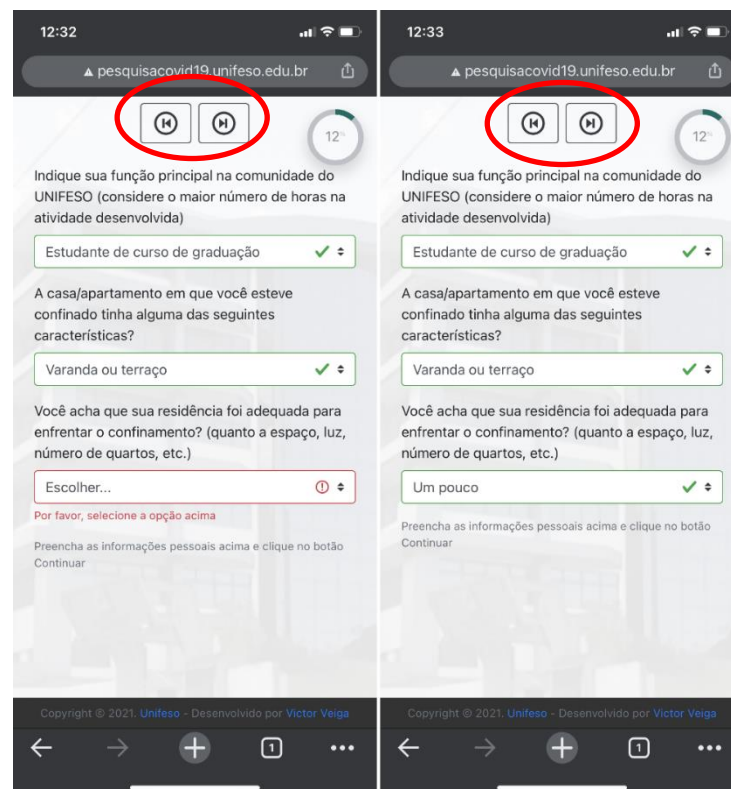 12:32
pesquisacovid19.unifeso.edu.br
12%
Indique sua função principal na comunidade do
UNIFESO (considere o maior número de horas na
atividade desenvolvida)
Estudante de curso de graduação
A casa/apartamento em que você esteve
confinado tinha alguma das seguintes
características?
Varanda ou terraço
Você acha que sua residência foi adequada para
enfrentar o confinamento? (quanto a espaço, luz,
número de quartos, etc.)
Escolher...
Por favor, selecione a opção acima
Preencha as informações pessoais acima e clique no botão
Continuar
Copyright © 2021. Unifeso - Desenvolvido por Victor Veiga
1
12:33
pesquisacovid19.unifeso.edu.br
12%
Indique sua função principal na comunidade do
UNIFESO (considere o maior número de horas na
atividade desenvolvida)
Estudante de curso de graduação
A casa/apartamento em que você esteve
confinado tinha alguma das seguintes
características?
Varanda ou terraço
Você acha que sua residência foi adequada para
enfrentar o confinamento? (quanto a espaço, luz,
número de quartos, etc.)
Um pouco
Preencha as informações pessoais acima e clique no botão
Continuar
Copyright © 2021. Unifeso - Desenvolvido por Victor Veiga
1